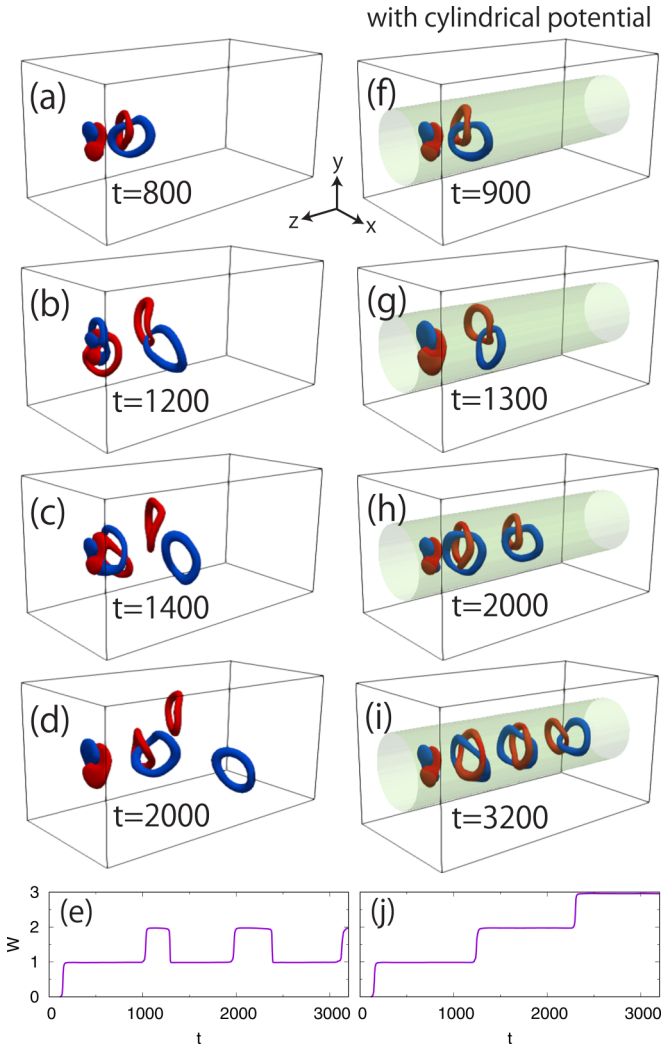 with cylindrical potential
(a)
t=800
(f)
t=900
y
z
x
(b)
t=1200
(g)
t=1300
(c)
t=1400
(h)
t=2000
(d)
t=2000
(i)
t=3200
(e)
(j)
3
2
1
0
W
0 1000 2000 3000
0 1000 2000 3000
t
t